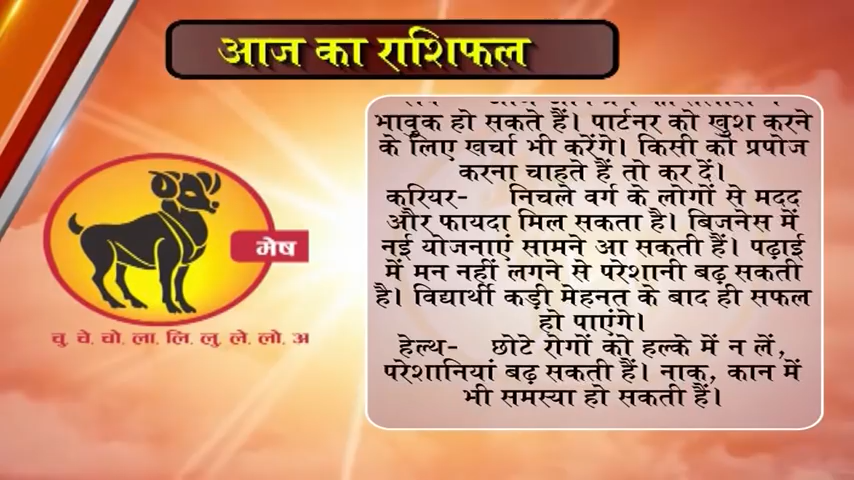 आज का राशिफल
भावुक हो सकते हैं। पार्टनर को खुश करने
के लिए खर्चा भी करेंगे। किसी को प्रपोज
करना चाहते हैं तो कर दें।
करियर- निचले वर्ग के लोगों से मदद
और फायदा मिल सकता है। बिजनेस में
नई योजनाएं सामने आ सकती हैं। पढ़ाई
में मन नहीं लगने से परेशानी बढ़ सकती
है। विद्यार्थी कड़ी मेहनत के बाद ही सफल
हो पाएंगे।
हेल्थ- छोटे रोगों को हल्के में न लें,
परेशानियां बढ़ सकती हैं। नाक, कान में
भी समस्या हो सकती हैं।
मेष
चु, चे, चो, ला, लि, लु, ले, लो, अ